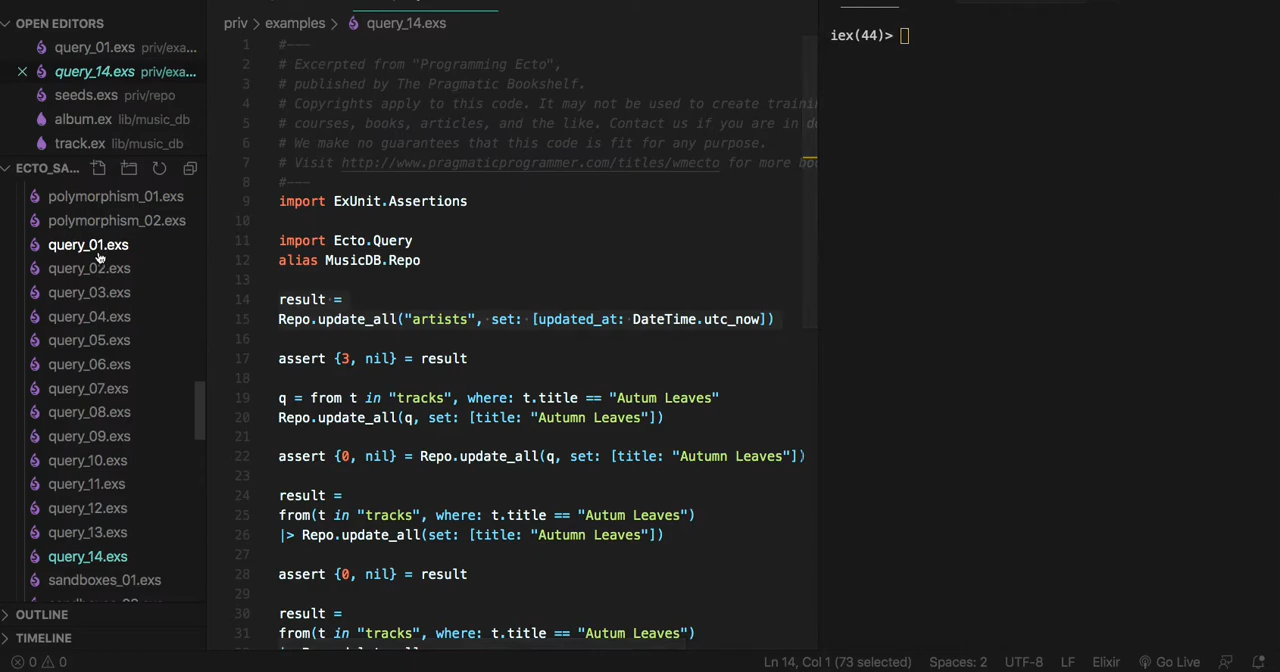 OPEN EDITORS
query_01.exs priv/exa...
query_14.exs priv/exa...
seeds.exs priv/repo
album.ex lib/music_db
track.ex lib/music_db
ECTO_SA...
polymorphism_01.exs
polymorphism_02.exs
query_01.exs
query_02.exs
query_03.exs
query_04.exs
query_05.exs
query_06.exs
query_07.exs
query_08.exs
query_09.exs
query_10.exs
query_11.exs
query_12.exs
query_13.exs
query_14.exs
sandboxes_01.exs
OUTLINE
TIMELINE
priv > examples > query_14.exs
1 #---
2 # Excerpted from "Programming Ecto",
3 # published by The Pragmatic Bookshelf.
4 # Copyrights apply to this code. It may not be used to create traini
5 # courses, books, articles, and the like. Contact us if you are in do
6 # We make no guarantees that this code is fit for any purpose.
7 # Visit http://www.pragmaticprogrammer.com/titles/wmecto for more boo
8 #---
9 import ExUnit.Assertions
10
11 import Ecto.Query
12 alias MusicDB.Repo
13
14 result =
15 Repo.update_all("artists", set: [updated_at: DateTime.utc_now])
16
17 assert {3, nil} = result
18
19 q = from t in "tracks", where: t.title == "Autum Leaves"
20 Repo.update_all(q, set: [title: "Autumn Leaves"])
21
22 assert {0, nil} = Repo.update_all(q, set: [title: "Autumn Leaves"])
23
24 result =
25 from(t in "tracks", where: t.title == "Autum Leaves")
26 |> Repo.update_all(set: [title: "Autumn Leaves"])
27
28 assert {0, nil} = result
29
30 result =
31 from(t in "tracks", where: t.title == "Autum Leaves")
iex(44)>
0 0
Ln 14, Col 1 (73 selected) Spaces: 2 UTF-8 LF Elixir Go Live